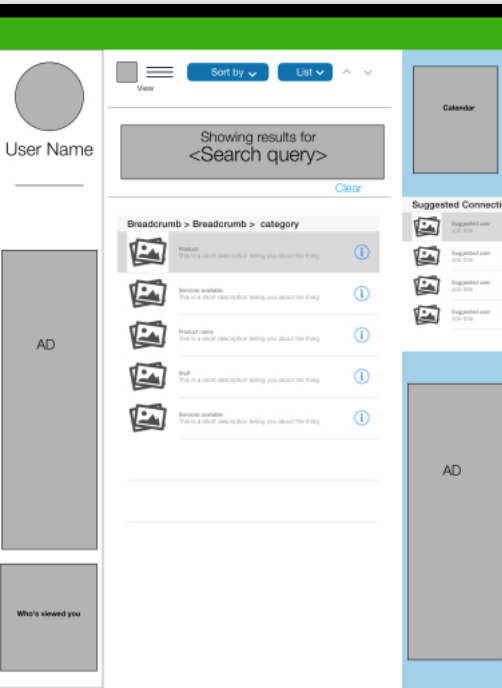 User Name
AD
Who's viewed you
View
Sort by
List
Showing results for
<Search query>
Clear
Breadcrumb > Breadcrumb > category
Product
This is a short description telling you about the thing
Services available
This is a short description telling you about the thing
Product name
This is a short description telling you about the thing
Stuff
This is a short description telling you about the thing
Services available
This is a short description telling you about the thing
Calendar
Suggested Connecti
Suggested user
Job title
Suggested user
Job title
Suggested user
Job title
Suggested user
Job title
AD